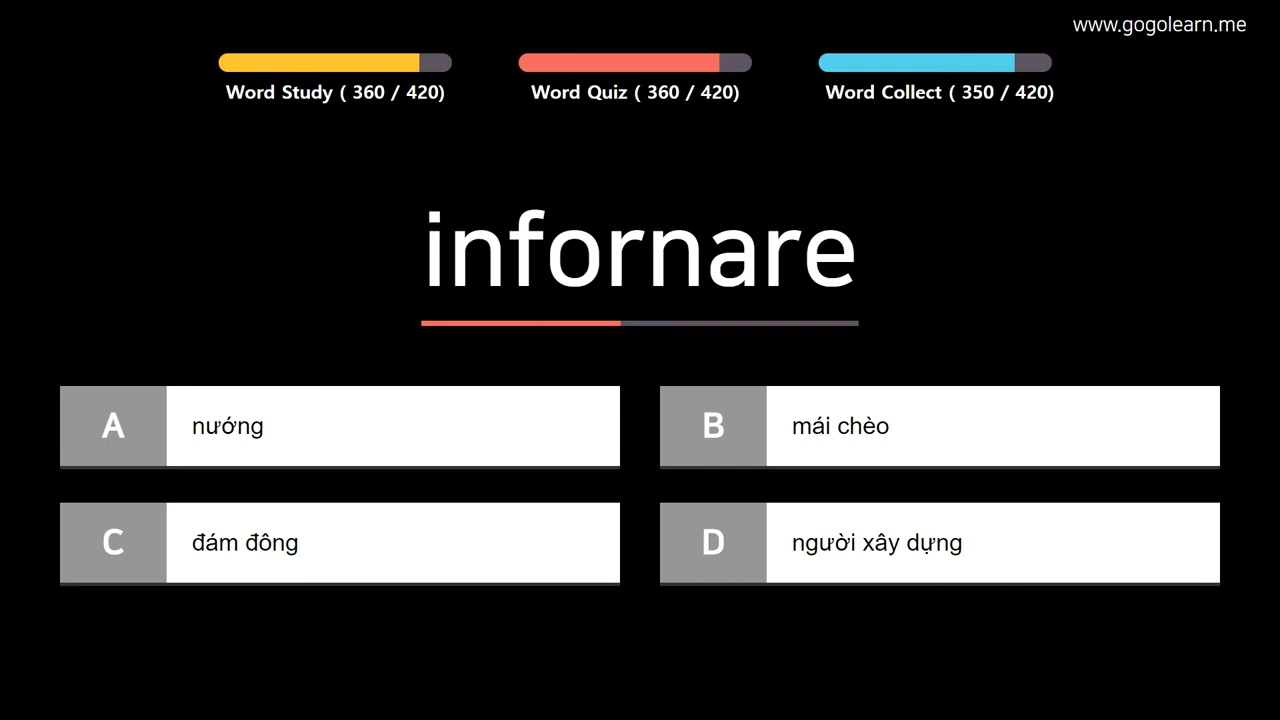 www.gogolearn.me
Word Study ( 360 / 420)
Word Quiz ( 360 / 420)
Word Collect ( 350 / 420)
infornare
A nướng
B mái chèo
C đám đông
D người xây dựng